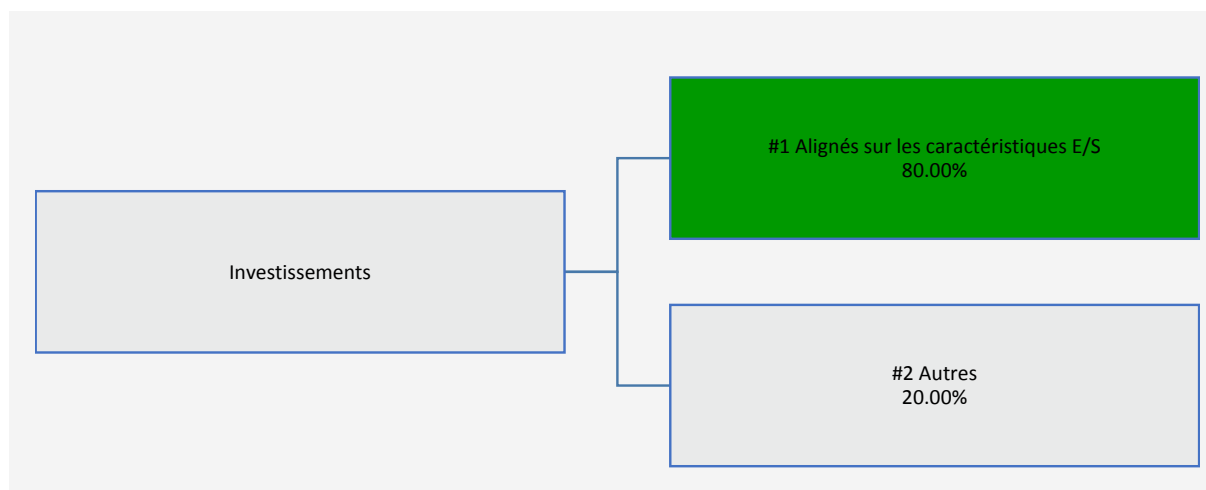 #1 Alignés sur les caractéristiques E/S
80.00%
Investissements
#2 Autres
20.00%